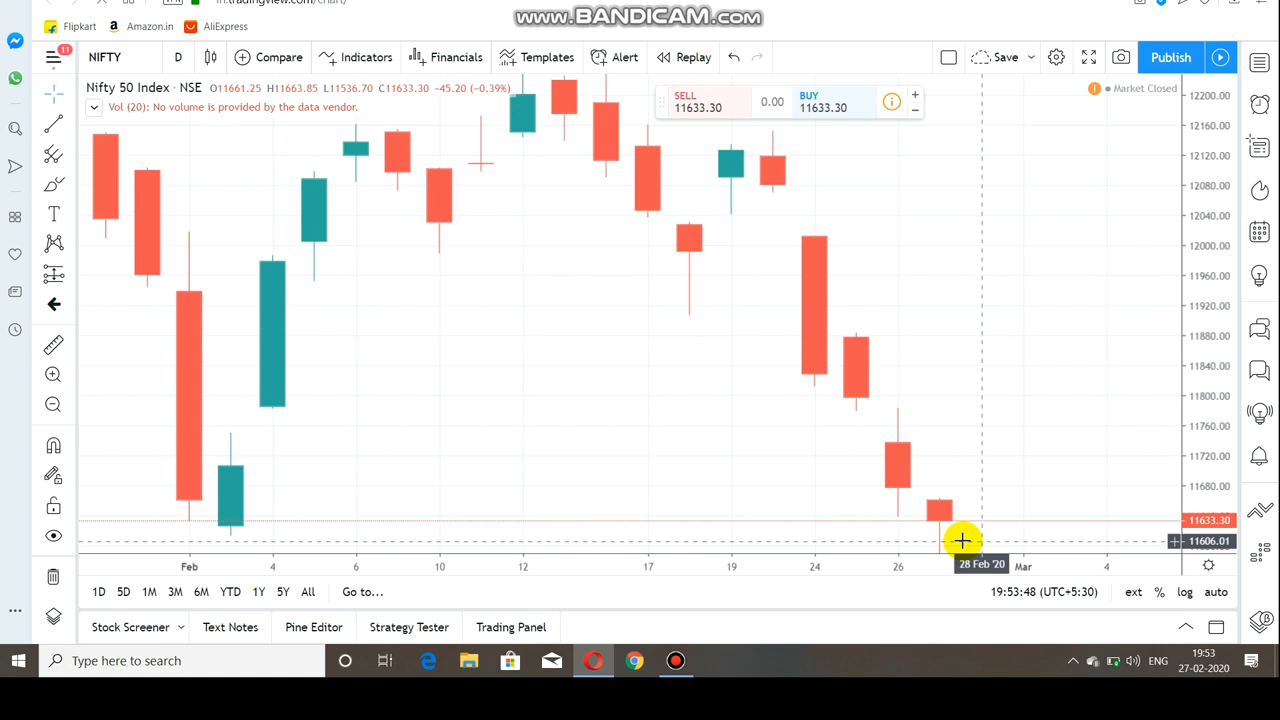 www.BANDICAM.com
in.tradingview.com/chart/
Flipkart Amazon.in AliExpress
11
NIFTY D Compare Indicators Financials Templates Alert Replay Save Publish
Nifty 50 Index · NSE O11661.25 H11663.85 L11536.70 C11633.30 -45.20 (-0.39%)
Vol (20): No volume is provided by the data vendor.
SELL
11633.30
0.00
BUY
11633.30
Market Closed
12200.00
12160.00
12120.00
12080.00
12040.00
12000.00
11960.00
11920.00
11880.00
11840.00
11800.00
11760.00
11720.00
11680.00
11633.30
11606.01
Feb 4 6 10 12 17 19 24 26 28 Feb '20 Mar 4
1D 5D 1M 3M 6M YTD 1Y 5Y All Go to... 19:53:48 (UTC+5:30) ext % log auto
Stock Screener Text Notes Pine Editor Strategy Tester Trading Panel
Type here to search
ENG
19:53
27-02-2020